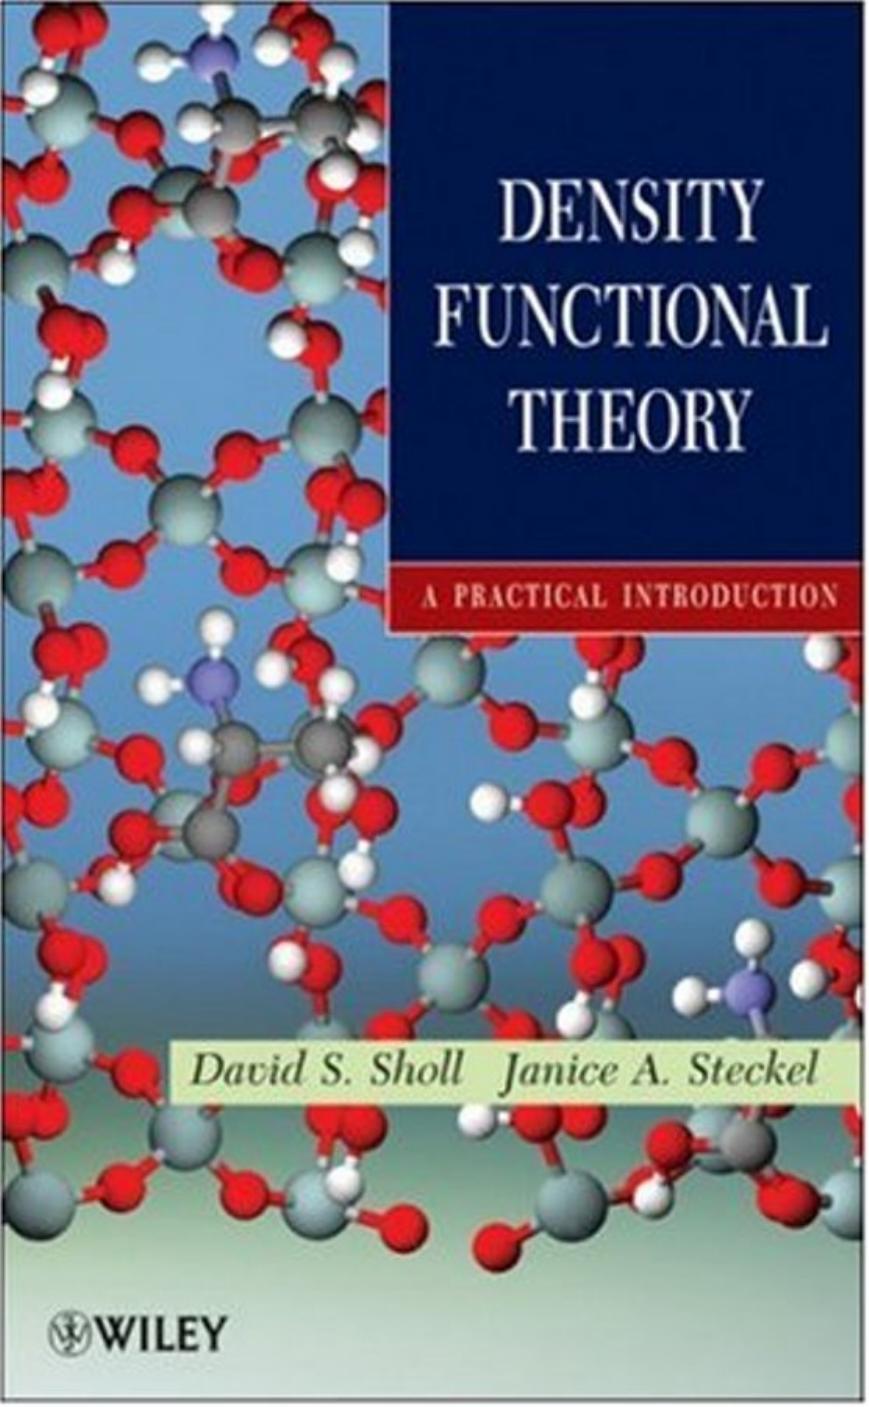 DENSITY
FUNCTIONAL
THEORY
A PRACTICAL INTRODUCTION
David S. Sholl Janice A. Steckel
WILEY